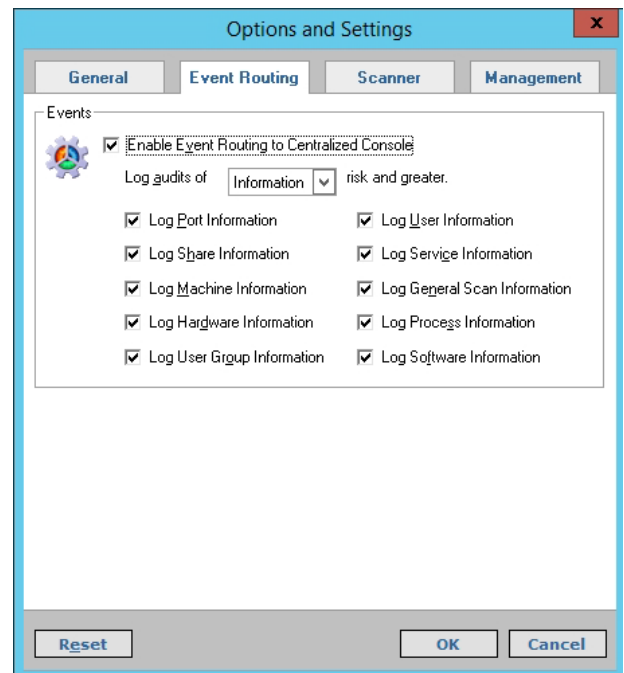 Options and Settings
x
General Event Routing Scanner Management
Events
Enable Event Routing to Centralized Console
Log audits of Information risk and greater.
Log Port Information Log User Information
Log Share Information Log Service Information
Log Machine Information Log General Scan Information
Log Hardware Information Log Process Information
Log User Group Information Log Software Information
Reset OK Cancel